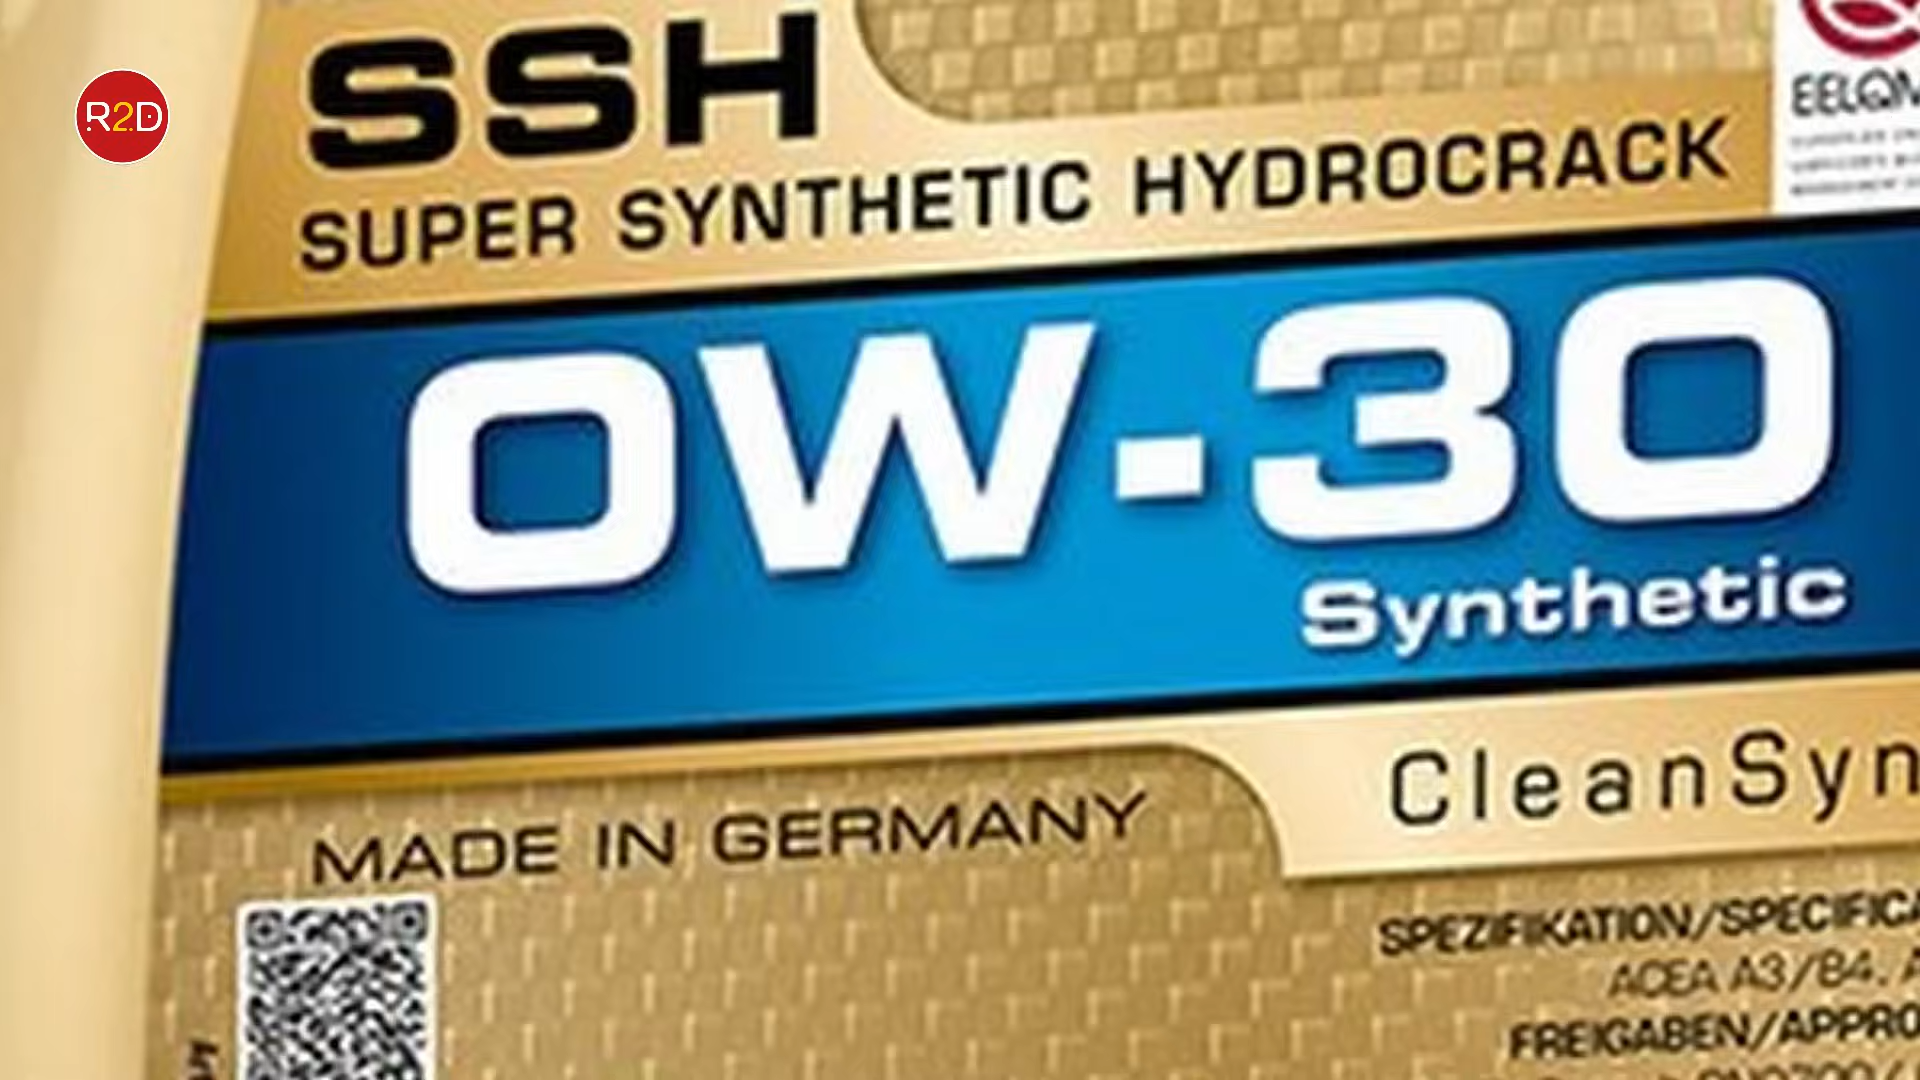 R2D
SSH
SUPER SYNTHETIC HYDROCRACK
EELQM
0W-30
Synthetic
CleanSyn
MADE IN GERMANY
SPEZIFIKATION/SPECIFICA
ACEA A3/B4, A
FREIGABEN/APPRO